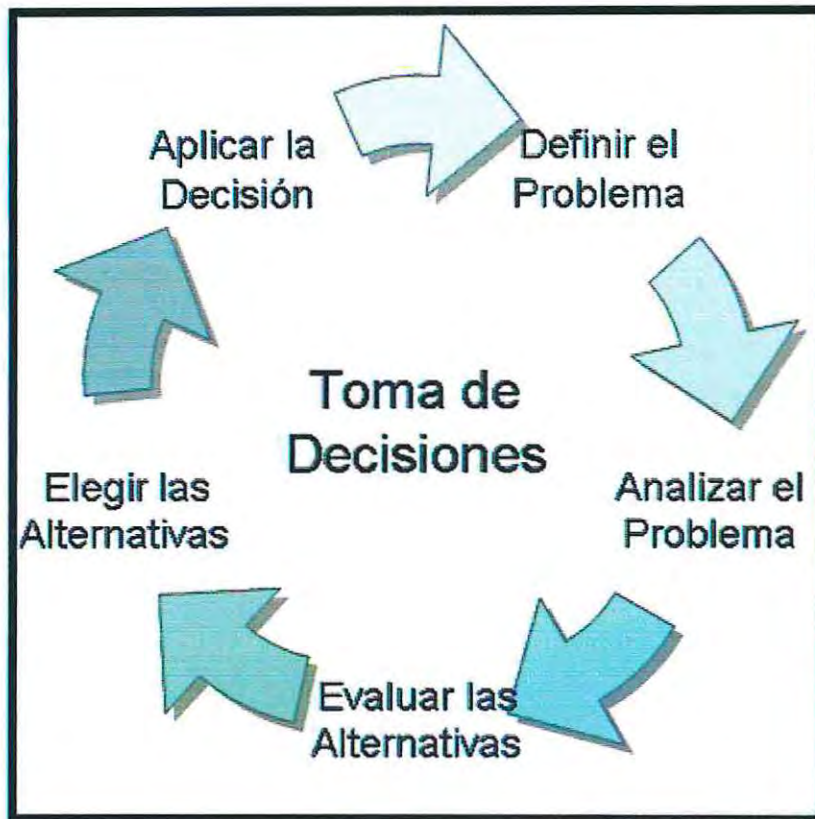 Aplicar la
Decisión
Definir el
Problema
Toma de
Decisiones
Elegir las
Alternativas
Analizar el
Problema
Evaluar las
Alternativas